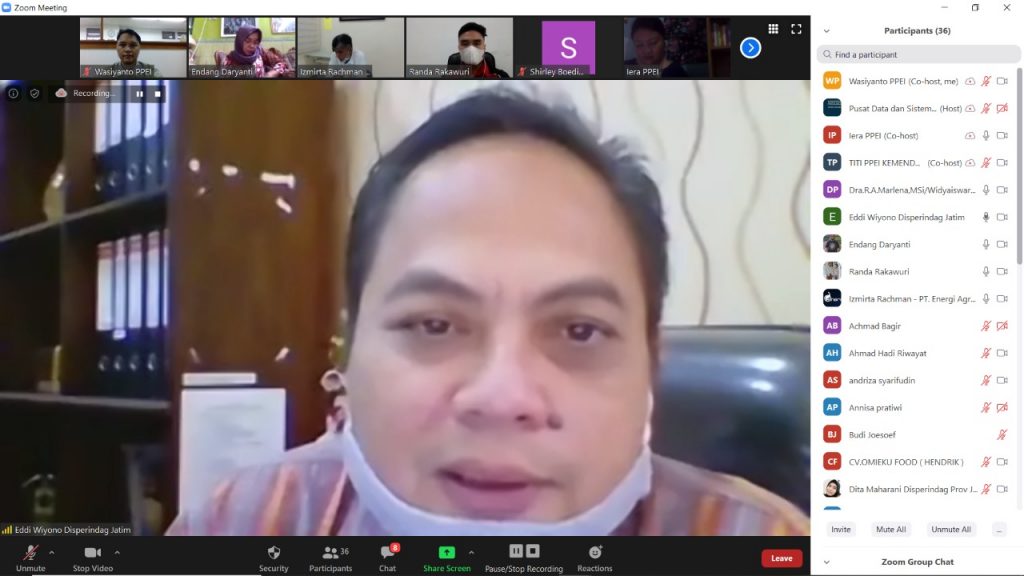 Zoom Meeting
Wasiyanto PPEI
Endang Daryanti
Izmirta Rachman
Randa Rakawuri
S
Shirley Boedi...
Iera PPEI
Recording...
Eddi Wiyono Disperindag Jatim
Participants (36)
Find a participant
WP Wasiyanto PPEI (Co-host, me)
Pusat Data dan Sistem... (Host)
IP Iera PPEI (Co-host)
TP TITI PPEI KEMEND... (Co-host)
DP Dra.R.A.Marlena,MSi/Widyaiswar...
E Eddi Wiyono Disperindag Jatim
Endang Daryanti
Randa Rakawuri
Izmirta Rachman - PT. Energi Agr...
AB Achmad Bagir
AH Ahmad Hadi Riwayat
AS andriza syarifudin
AP Annisa pratiwi
BJ Budi Joesoef
CF CV.OMIEKU FOOD ( HENDRIK )
Dita Maharani Disperindag Prov J...
Invite Mute All Unmute All ...
Zoom Group Chat
Unmute
Stop Video
Security
36
Participants
8
Chat
Share Screen
Pause/Stop Recording
Reactions
Leave